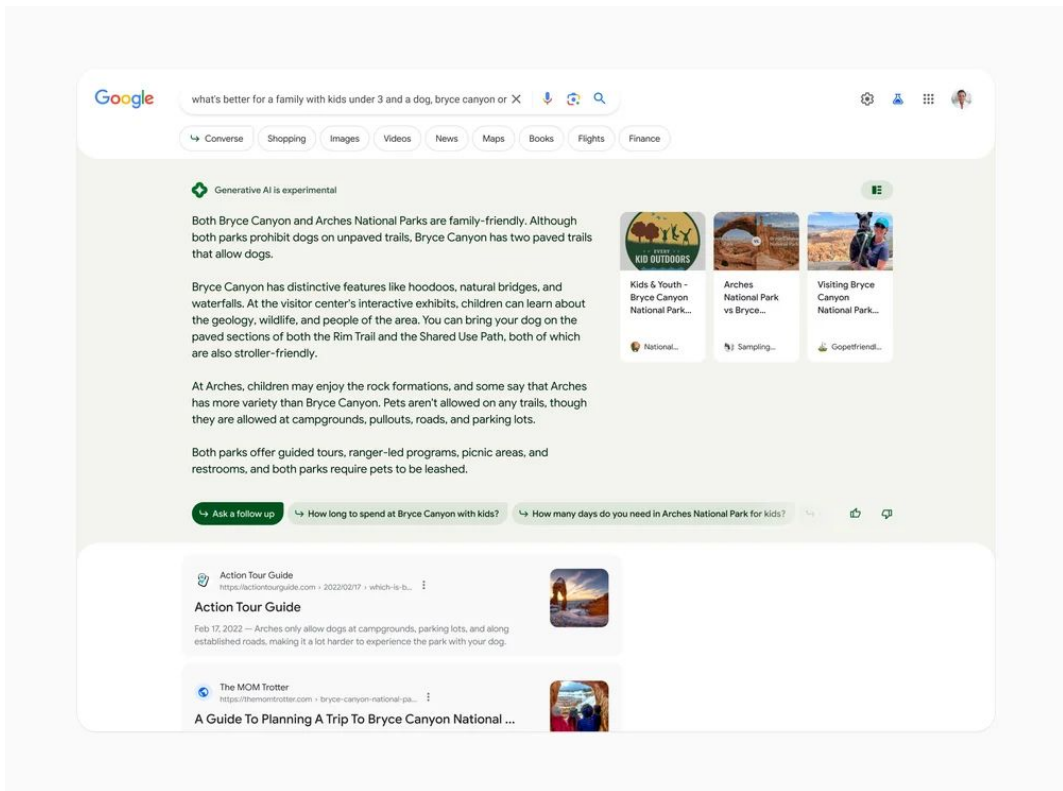 Google
what's better for a family with kids under 3 and a dog, bryce canyon or
Converse
Shopping
Images
Videos
News
Maps
Books
Flights
Finance
Generative AI is experimental
Both Bryce Canyon and Arches National Parks are family-friendly. Although
both parks prohibit dogs on unpaved trails, Bryce Canyon has two paved trails
that allow dogs.
Bryce Canyon has distinctive features like hoodoos, natural bridges, and
waterfalls. At the visitor center's interactive exhibits, children can learn about
the geology, wildlife, and people of the area. You can bring your dog on the
paved sections of both the Rim Trail and the Shared Use Path, both of which
are also stroller-friendly.
At Arches, children may enjoy the rock formations, and some say that Arches
has more variety than Bryce Canyon. Pets aren't allowed on any trails, though
they are allowed at campgrounds, pullouts, roads, and parking lots.
Both parks offer guided tours, ranger-led programs, picnic areas, and
restrooms, and both parks require pets to be leashed.
EVERY
KID OUTDOORS
Kids & Youth -
Bryce Canyon
National Park...
National...
Arches
National Park
vs Bryce...
Sampling...
Visiting Bryce
Canyon
National Park...
Gopetfriendl...
Ask a follow up
How long to spend at Bryce Canyon with kids?
How many days do you need in Arches National Park for kids?
Action Tour Guide
https://actiontourguide.com › 2022/02/17 › which-is-b...
Action Tour Guide
Feb 17, 2022 — Arches only allow dogs at campgrounds, parking lots, and along
established roads, making it a lot harder to experience the park with your dog.
The MOM Trotter
https://themomtrotter.com › bryce-canyon-national-pa...
A Guide To Planning A Trip To Bryce Canyon National ...